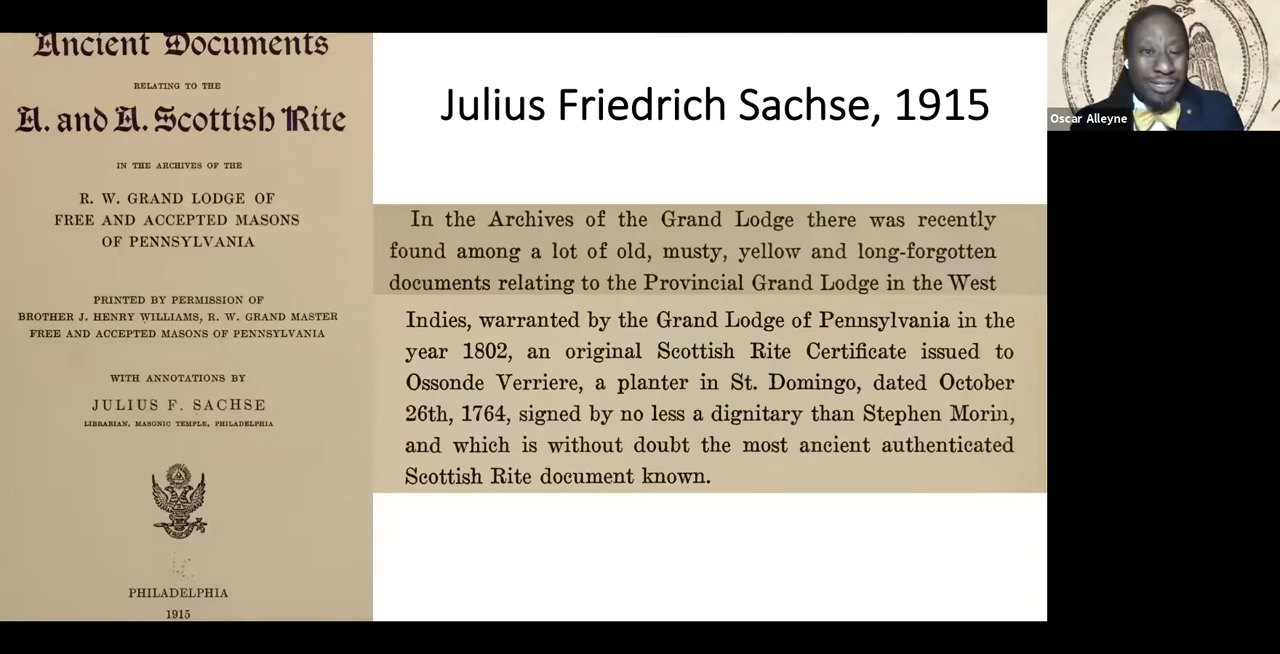 Ancient Documents
RELATING TO THE
A. and A. Scottish Rite
IN THE ARCHIVES OF THE
R. W. GRAND LODGE OF
FREE AND ACCEPTED MASONS
OF PENNSYLVANIA
PRINTED BY PERMISSION OF
BROTHER J. HENRY WILLIAMS, R. W. GRAND MASTER
FREE AND ACCEPTED MASONS OF PENNSYLVANIA
WITH ANNOTATIONS BY
JULIUS F. SACHSE
LIBRARIAN, MASONIC TEMPLE, PHILADELPHIA
PHILADELPHIA
1915
Julius Friedrich Sachse, 1915
In the Archives of the Grand Lodge there was recently
found among a lot of old, musty, yellow and long-forgotten
documents relating to the Provincial Grand Lodge in the West
Indies, warranted by the Grand Lodge of Pennsylvania in the
year 1802, an original Scottish Rite Certificate issued to
Ossonde Verriere, a planter in St. Domingo, dated October
26th, 1764, signed by no less a dignitary than Stephen Morin,
and which is without doubt the most ancient authenticated
Scottish Rite document known.
Oscar Alleyne